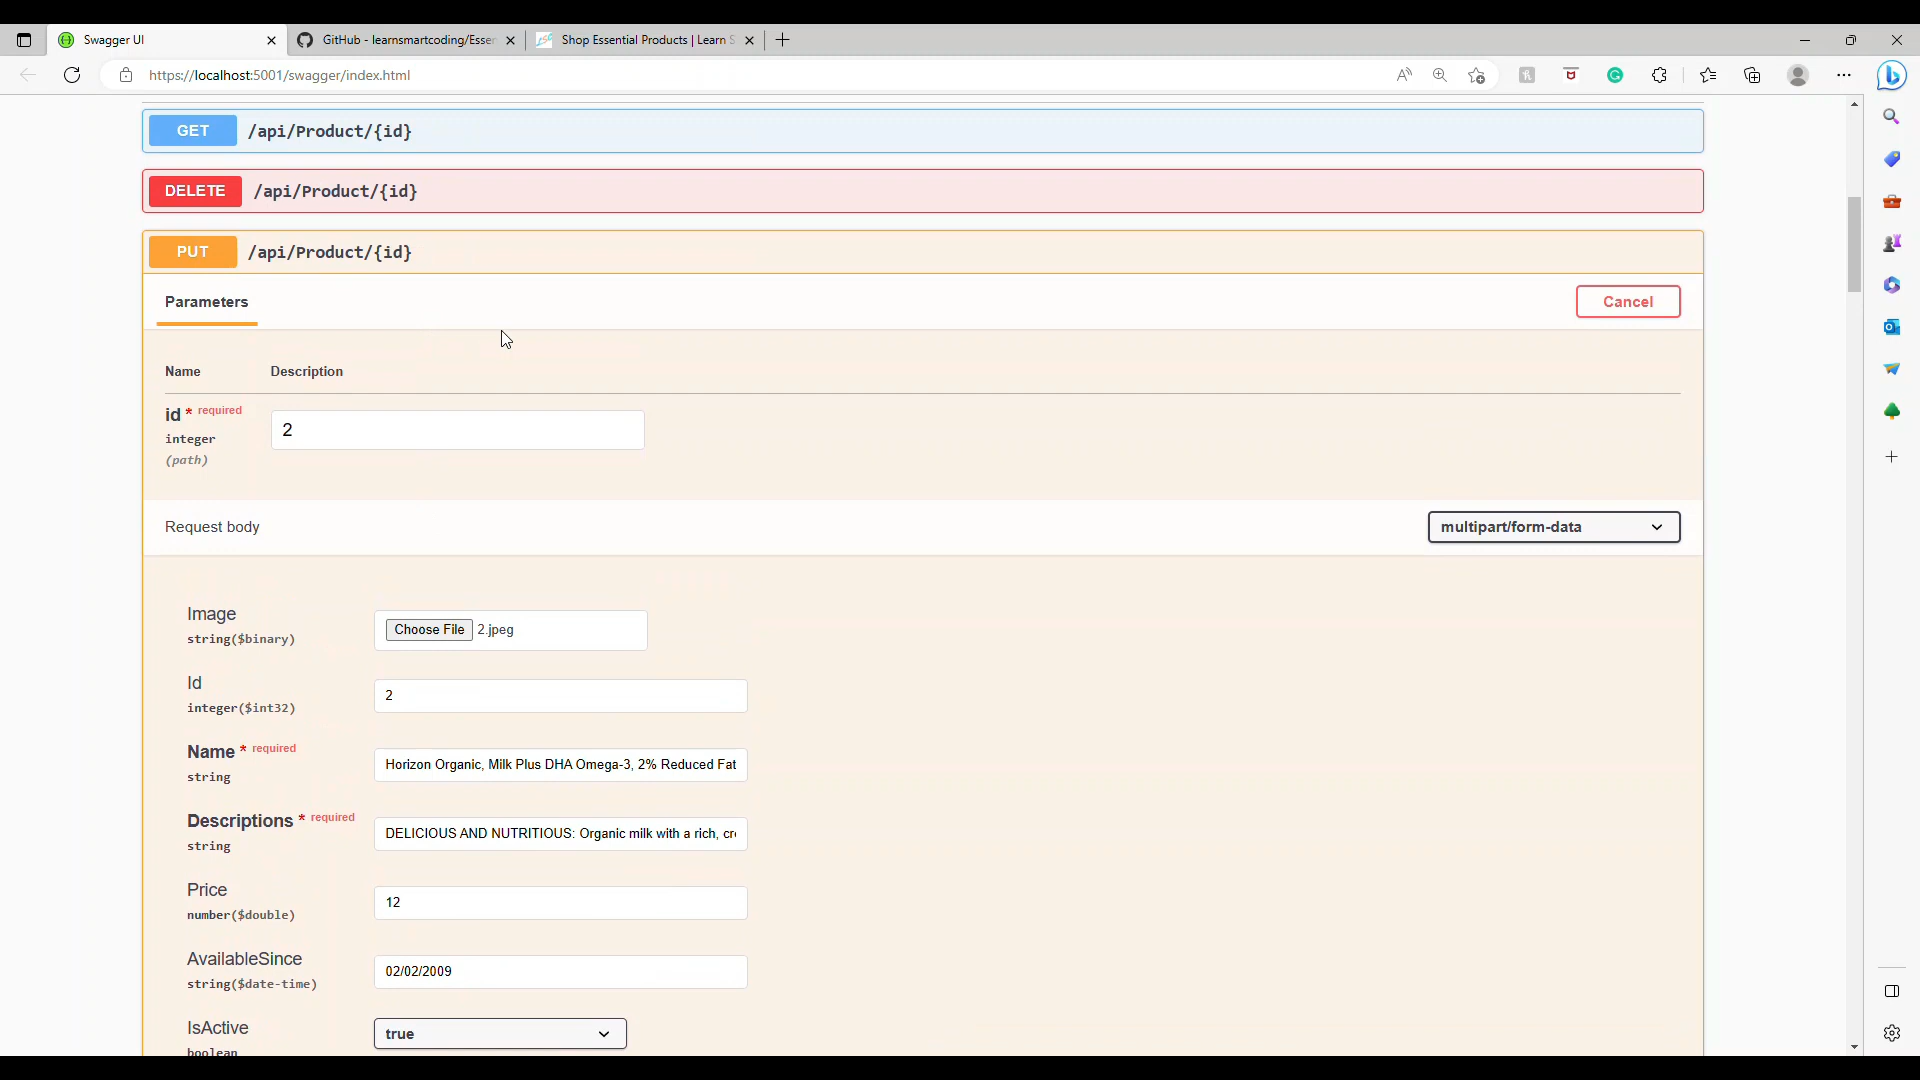 Swagger UI
GitHub - learnsmartcoding/Essen
Shop Essential Products | Learn S
https://localhost:5001/swagger/index.html
GET /api/Product/{id}
DELETE /api/Product/{id}
PUT /api/Product/{id}
Parameters
Cancel
Name Description
id * required
integer
(path)
2
Request body
multipart/form-data
Image
string($binary)
Choose File 2.jpeg
Id
integer($int32)
2
Name * required
string
Horizon Organic, Milk Plus DHA Omega-3, 2% Reduced Fat
Descriptions * required
string
DELICIOUS AND NUTRITIOUS: Organic milk with a rich, cr
Price
number($double)
12
AvailableSince
string($date-time)
02/02/2009
IsActive
boolean
true